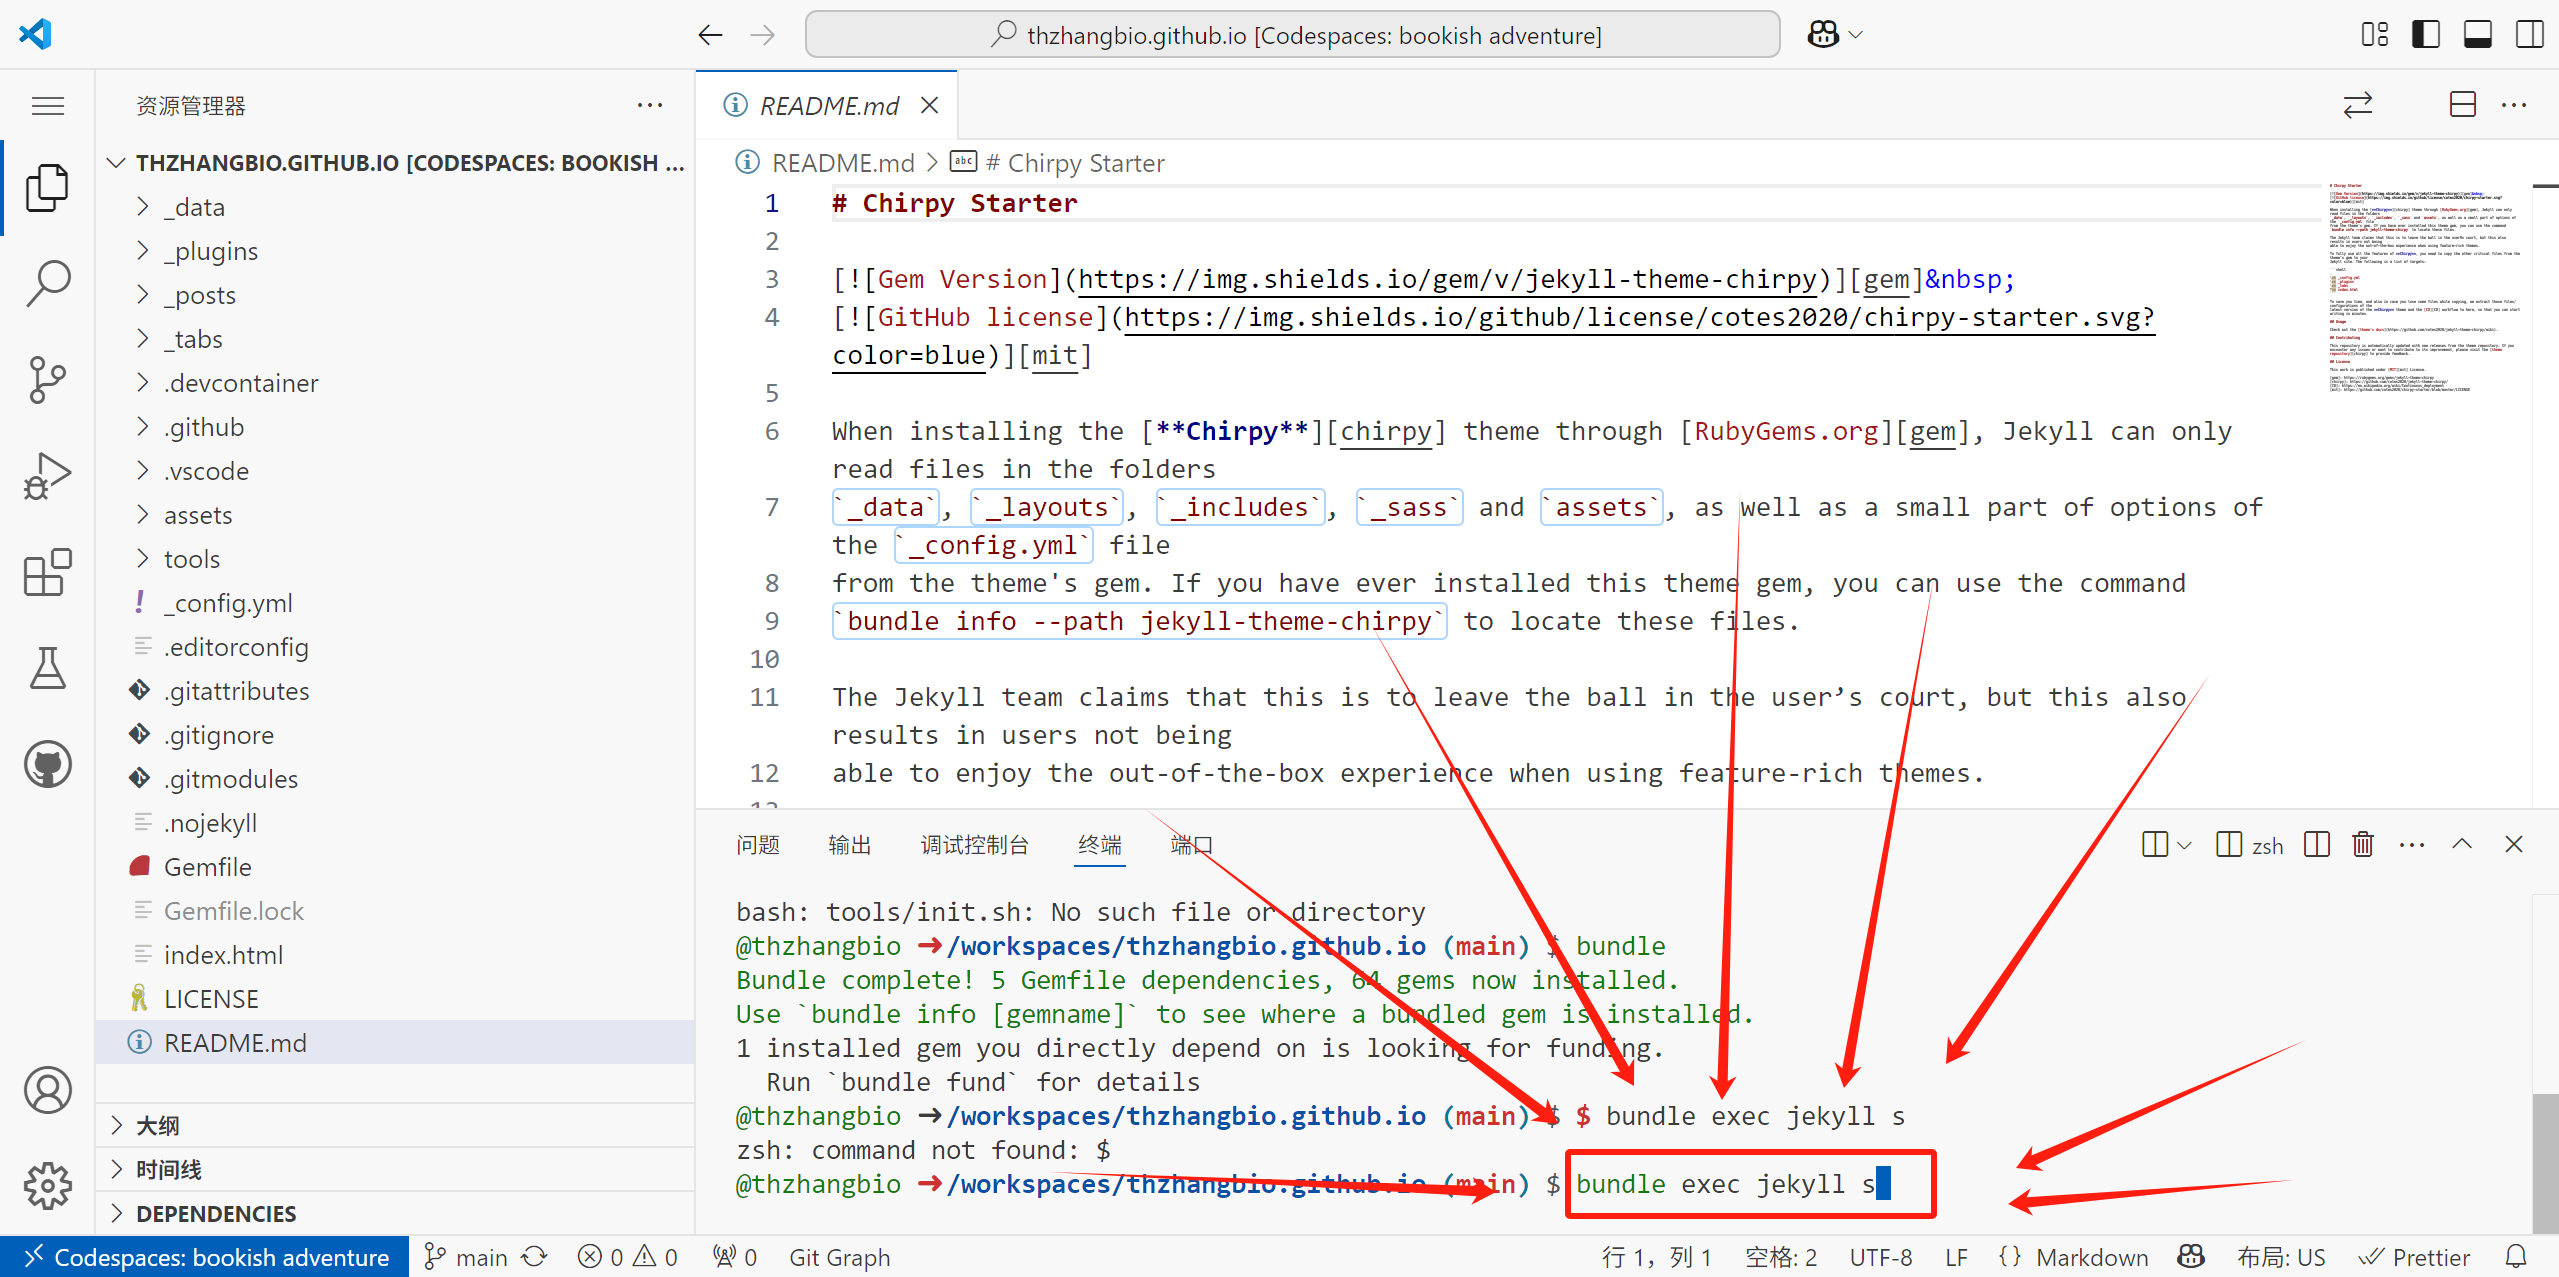 thzhangbio.github.io [Codespaces: bookish adventure]
资源管理器
THZHANGBIO.GITHUB.IO [CODESPACES: BOOKISH ...
_data
_plugins
_posts
_tabs
.devcontainer
.github
.vscode
assets
tools
! _config.yml
.editorconfig
.gitattributes
.gitignore
.gitmodules
.nojekyll
Gemfile
Gemfile.lock
index.html
LICENSE
README.md
大纲
时间线
DEPENDENCIES
README.md
README.md > abc # Chirpy Starter
1 # Chirpy Starter
2
3 [![Gem Version](https://img.shields.io/gem/v/jekyll-theme-chirpy)][gem]&nbsp;
4 [![GitHub license](https://img.shields.io/github/license/cotes2020/chirpy-starter.svg?
color=blue)][mit]
5
6 When installing the [**Chirpy**][chirpy] theme through [RubyGems.org][gem], Jekyll can only
read files in the folders
7 `_data`, `_layouts`, `_includes`, `_sass` and `assets`, as well as a small part of options of
the `_config.yml` file
8 from the theme's gem. If you have ever installed this theme gem, you can use the command
9 `bundle info --path jekyll-theme-chirpy` to locate these files.
10
11 The Jekyll team claims that this is to leave the ball in the user’s court, but this also
results in users not being
12 able to enjoy the out-of-the-box experience when using feature-rich themes.
问题 输出 调试控制台 终端 端口
zsh
bash: tools/init.sh: No such file or directory
@thzhangbio ➜/workspaces/thzhangbio.github.io (main) $ bundle
Bundle complete! 5 Gemfile dependencies, 64 gems now installed.
Use `bundle info [gemname]` to see where a bundled gem is installed.
1 installed gem you directly depend on is looking for funding.
Run `bundle fund` for details
@thzhangbio ➜/workspaces/thzhangbio.github.io (main) $ $ bundle exec jekyll s
zsh: command not found: $
@thzhangbio ➜/workspaces/thzhangbio.github.io (main) $ bundle exec jekyll s
Codespaces: bookish adventure main 0 0 0 Git Graph 行 1，列 1 空格: 2 UTF-8 LF {} Markdown 布局: US Prettier